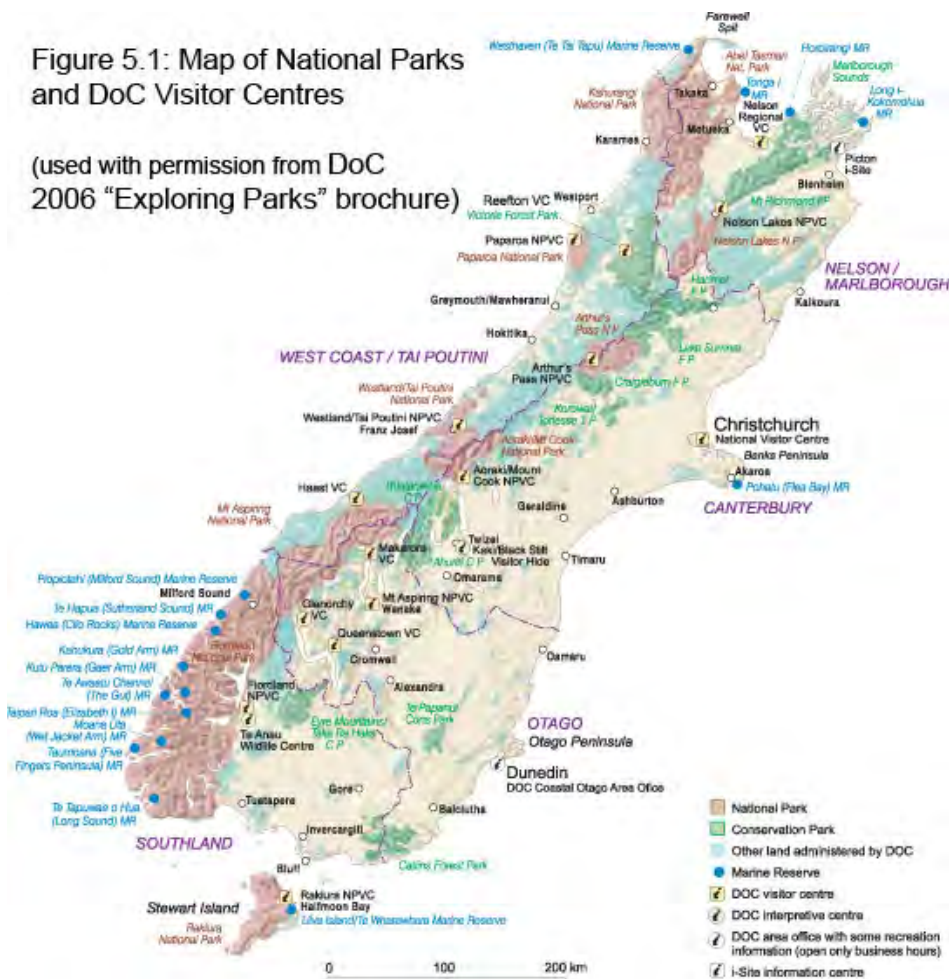 Figure 5.1: Map of National Parks
and DoC Visitor Centres
(used with permission from DoC
2006 “Exploring Parks” brochure)
Farewell
Spit
Westhaven (Te Tai Tapu) Marine Reserve
Horoirangi MR
Abel Tasman
Nat. Park
Marlborough
Sounds
Kahurangi
National Park
Takaka
Tonga I
MR
Long I-
Kokomohua
MR
Nelson
Regional
VC
Motueka
Karamea
Picton
i-Site
Blenheim
Reefton VC
Westport
Victoria Forest Park
Mt Richmond FP
Nelson Lakes NPVC
Paparoa NPVC
Nelson Lakes N P
Paparoa National Park
NELSON /
MARLBOROUGH
Hanmer
F P
Kaikoura
Greymouth/Mawheranui
Arthur's
Pass N P
Hokitika
Lake Sumner
F P
WEST COAST / TAI POUTINI
Arthur's
Pass NPVC
Craigieburn F P
Westland/Tai Poutini
National Park
Korowai/
Torlesse T P
Westland/Tai Poutini NPVC
Franz Josef
Christchurch
National Visitor Centre
Aoraki/Mt Cook
National Park
Banks Peninsula
Aoraki/Mount
Cook NPVC
Akaroa
Haast VC
C P
Pohatu (Flea Bay) MR
Ashburton
Geraldine
CANTERBURY
Mt Aspiring
National Park
Makarora
VC
Twizel
Kaki/Black Stilt
Visitor Hide
Ahuriri C P
Timaru
Omarama
Piopiotahi (Milford Sound) Marine Reserve
Milford Sound
Mt Aspiring NPVC
Wanaka
Te Hapua (Sutherland Sound) MR
Glenorchy
VC
Hawea (Clio Rocks) Marine Reserve
Queenstown VC
Fiordland
National Park
Kahukura (Gold Arm) MR
Cromwell
Oamaru
Kutu Parera (Gaer Arm) MR
Te Awaatu Channel
(The Gut) MR
Fiordland
NPVC
Alexandra
Taipari Roa (Elizabeth I) MR
Te Papanui
Cons Park
Moana Uta
(Wet Jacket Arm) MR
Te Anau
Wildlife Centre
Eyre Mountains/
Taka Ra Haka
C P
OTAGO
Otago Peninsula
Taumoana (Five
Fingers Peninsula) MR
Dunedin
DOC Coastal Otago Area Office
Te Tapuwae o Hua
(Long Sound) MR
Tuatapere
Gore
Balclutha
SOUTHLAND
Invercargill
Bluff
Catlins Forest Park
Rakiura NPVC
Halfmoon Bay
Stewart Island
Ulva Island/Te Wharawhara Marine Reserve
Rakiura
National Park
National Park
Conservation Park
Other land administered by DOC
Marine Reserve
DOC visitor centre
DOC interpretive centre
DOC area office with some recreation
information (open only business hours)
i-Site information centre
0 100 200 km